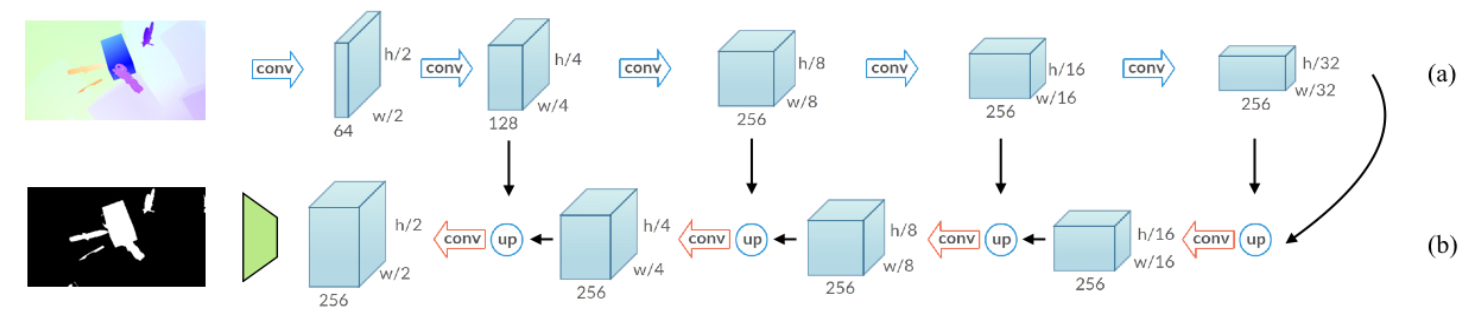 conv
64
h/2
w/2
conv
128
h/4
w/4
conv
256
h/8
w/8
conv
256
h/16
w/16
conv
256
h/32
w/32
(a)
256
h/2
w/2
conv
up
256
h/4
w/4
conv
up
256
h/8
w/8
conv
up
256
h/16
w/16
conv
up
(b)